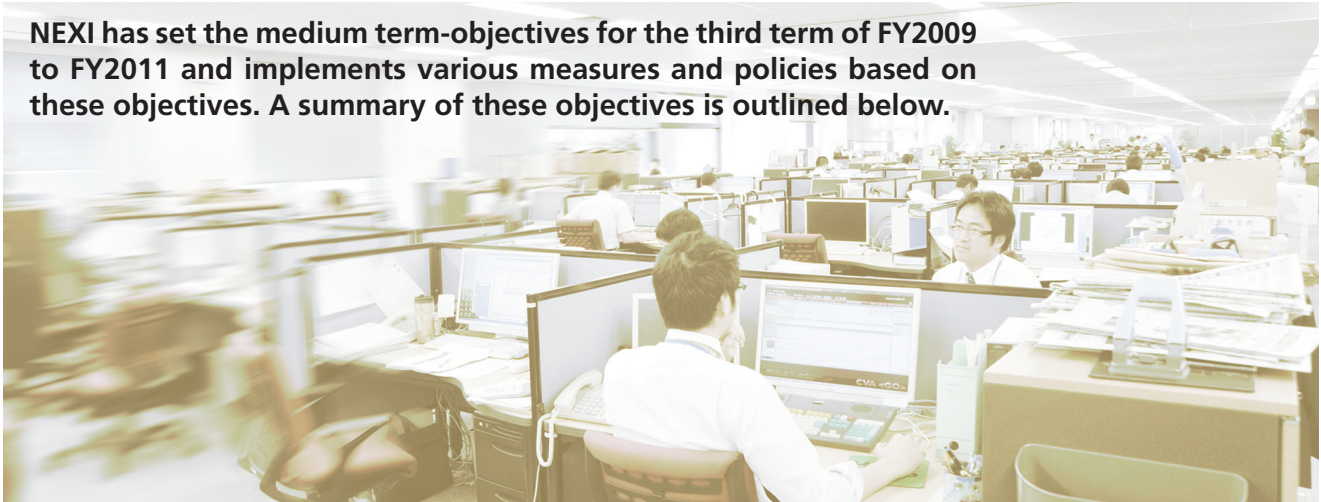 NEXI has set the medium term-objectives for the third term of FY2009
to FY2011 and implements various measures and policies based on
these objectives. A summary of these objectives is outlined below.